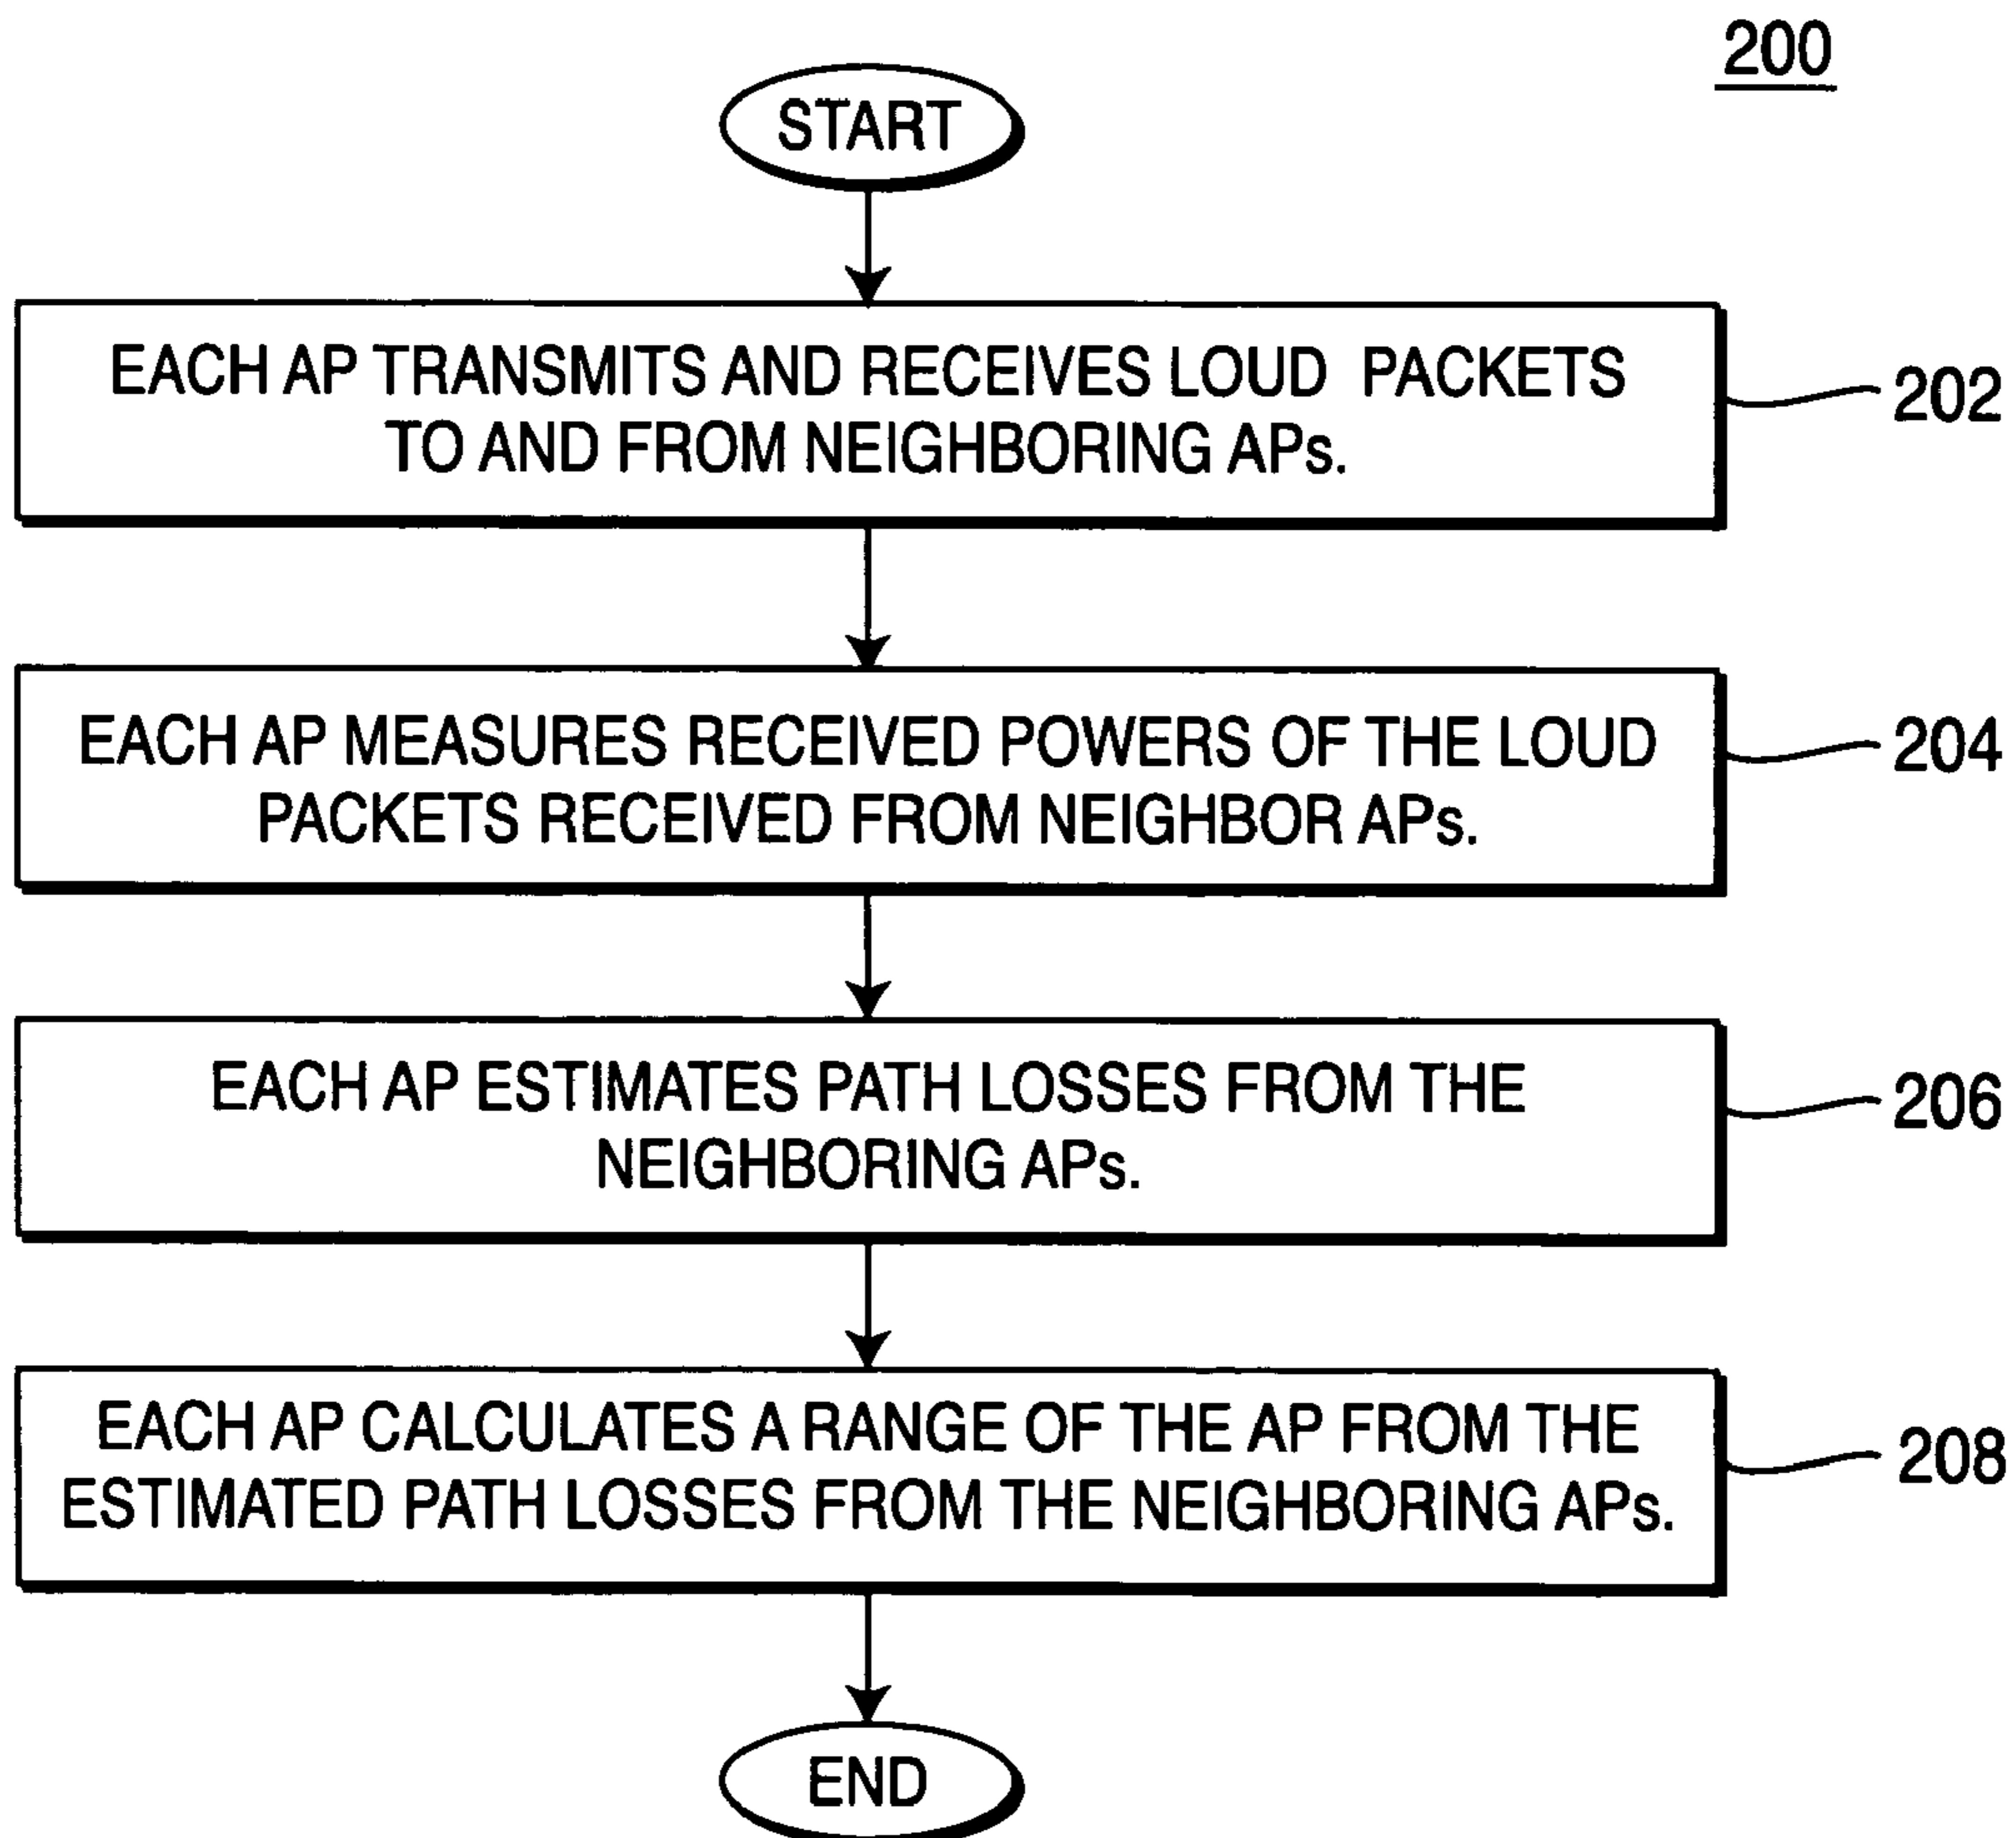 200
START
EACH AP TRANSMITS AND RECEIVES LOUD PACKETS
TO AND FROM NEIGHBORING APs.
202
EACH AP MEASURES RECEIVED POWERS OF THE LOUD
PACKETS RECEIVED FROM NEIGHBOR APs.
204
EACH AP ESTIMATES PATH LOSSES FROM THE
NEIGHBORING APs.
206
EACH AP CALCULATES A RANGE OF THE AP FROM THE
ESTIMATED PATH LOSSES FROM THE NEIGHBORING APs.
208
END